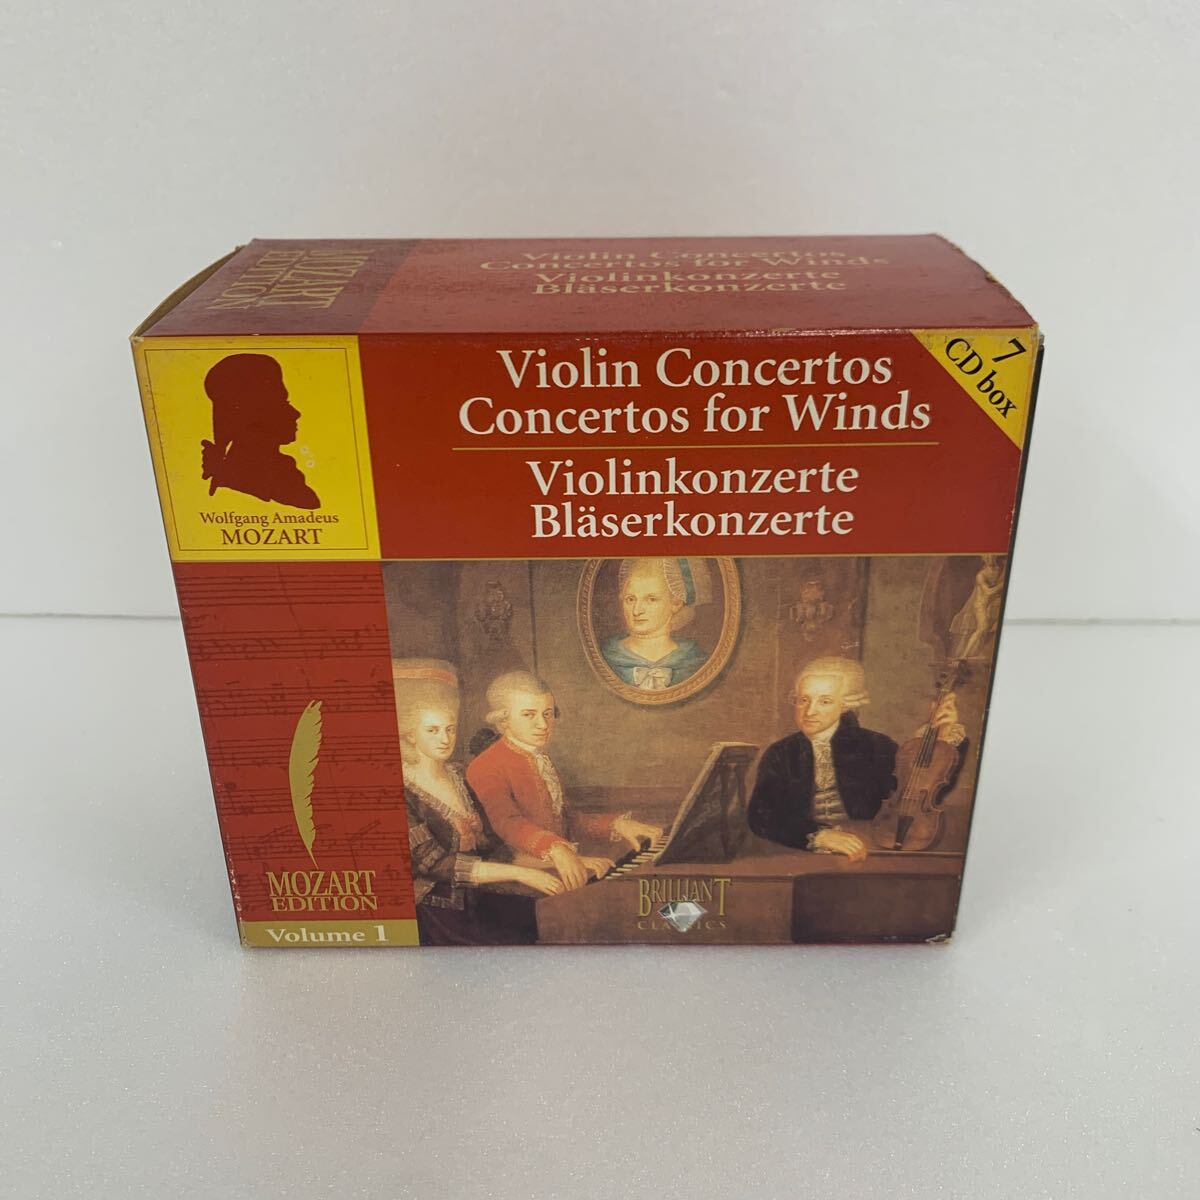 MOZART
EDITION
Violin Concertos
Concertos for Winds
Violinkonzerte
Bläserkonzerte
Wolfgang Amadeus
MOZART
Violin Concertos
Concertos for Winds
Violinkonzerte
Bläserkonzerte
7
CD box
MOZART
EDITION
Volume 1
BRILLIANT
CLASSICS